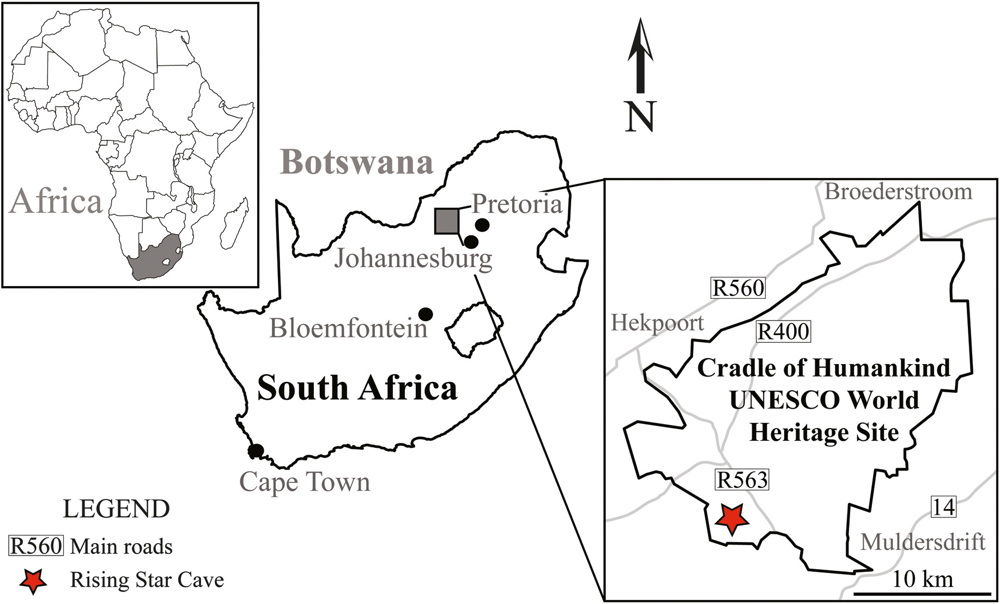 Africa
N
Botswana
Pretoria
Johannesburg
Bloemfontein
South Africa
Cape Town
LEGEND
R560 Main roads
Rising Star Cave
Broederstroom
R560
Hekpoort
R400
Cradle of Humankind
UNESCO World
Heritage Site
R563
14
Muldersdrift
10 km